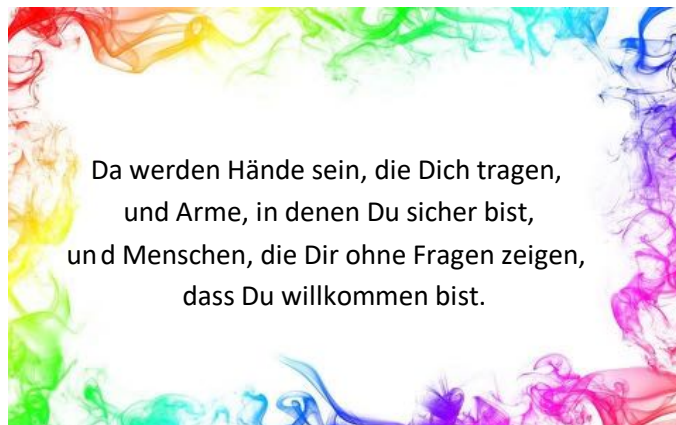 Da werden Hände sein, die Dich tragen,
und Arme, in denen Du sicher bist,
und Menschen, die Dir ohne Fragen zeigen,
dass Du willkommen bist.